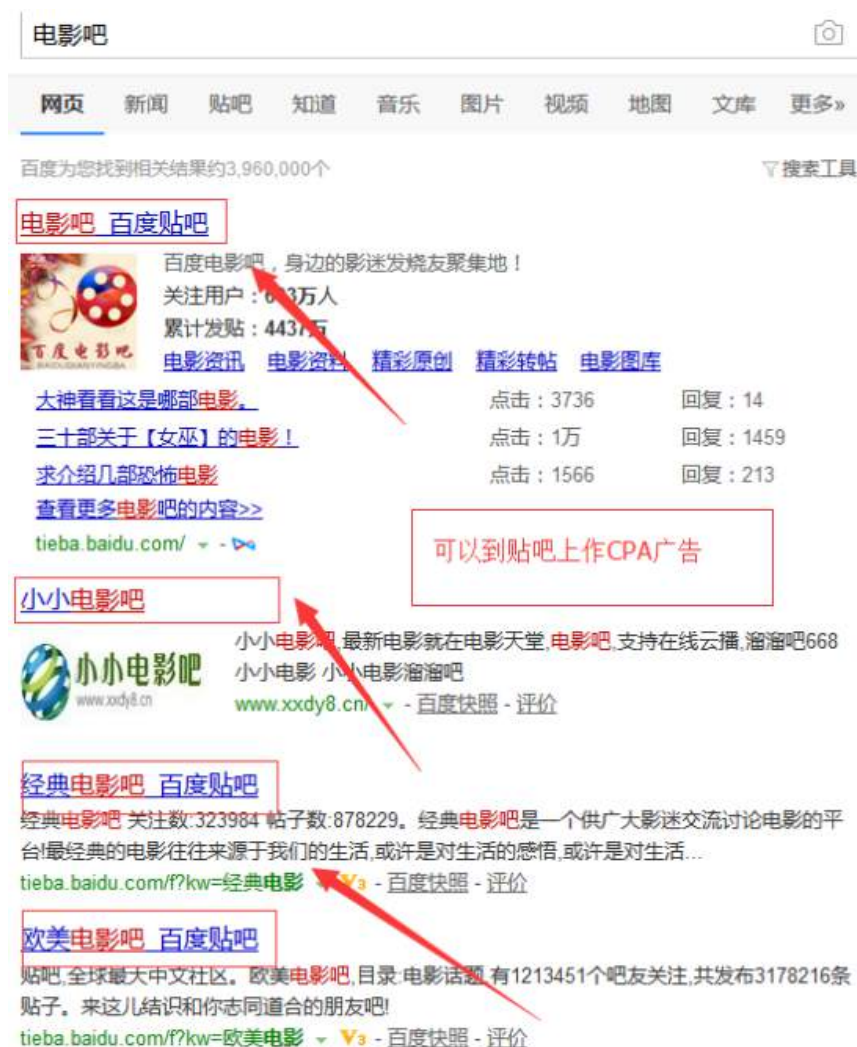 电影吧
网页 新闻 贴吧 知道 音乐 图片 视频 地图 文库 更多»
百度为您找到相关结果约3,960,000个 搜索工具
电影吧_百度贴吧
百度电影吧，身边的影迷发烧友聚集地！
关注用户：6 3万人
累计发贴：4437万
百度电影吧
BAIDUDIANYINGBA
电影资讯 电影资料 精彩原创 精彩转帖 电影图库
大神看看这是哪部电影。 点击：3736 回复：14
三十部关于【女巫】的电影！ 点击：1万 回复：1459
求介绍几部恐怖电影 点击：1566 回复：213
查看更多电影吧的内容>>
tieba.baidu.com/ -
可以到贴吧上作CPA广告
小小电影吧
小小电影吧,最新电影就在电影天堂,电影吧,支持在线云播,溜溜吧668
小小电影 小小电影溜溜吧
小小电影吧
www.xxdy8.cn
www.xxdy8.cn/ - 百度快照 - 评价
经典电影吧_百度贴吧
经典电影吧 关注数:323984 帖子数:878229。经典电影吧是一个供广大影迷交流讨论电影的平
台!最经典的电影往往来源于我们的生活,或许是对生活的感悟,或许是对生活...
tieba.baidu.com/f?kw=经典电影 V3 - 百度快照 - 评价
欧美电影吧_百度贴吧
贴吧,全球最大中文社区。欧美电影吧,目录:电影话题,有1213451个吧友关注,共发布3178216条
贴子。来这儿结识和你志同道合的朋友吧!
tieba.baidu.com/f?kw=欧美电影 V3 - 百度快照 - 评价